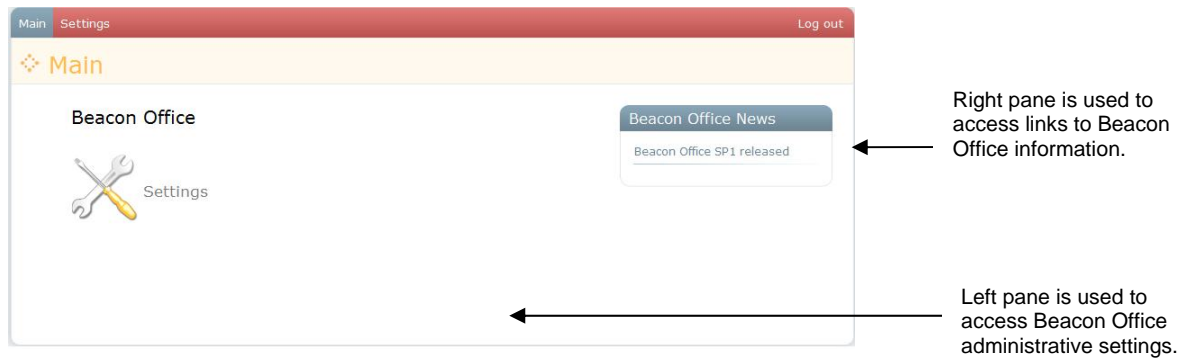 Main Settings Log out
Main
Beacon Office
Settings
Beacon Office News
Beacon Office SP1 released
Right pane is used to
access links to Beacon
Office information.
Left pane is used to
access Beacon Office
administrative settings.